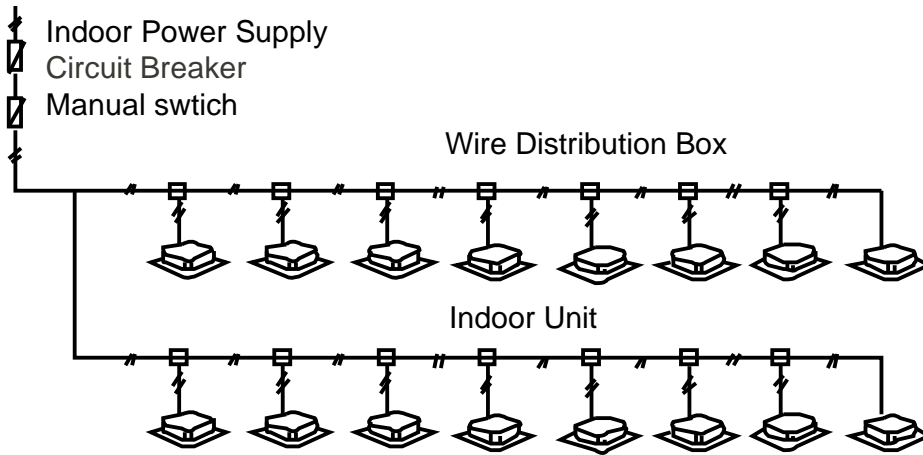 Indoor Power Supply
Circuit Breaker
Manual swtich
Wire Distribution Box
Indoor Unit